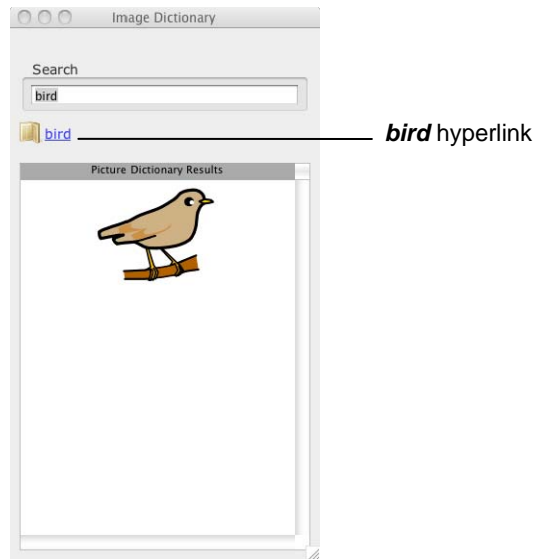 Image Dictionary
Search
bird
bird
bird hyperlink
Picture Dictionary Results